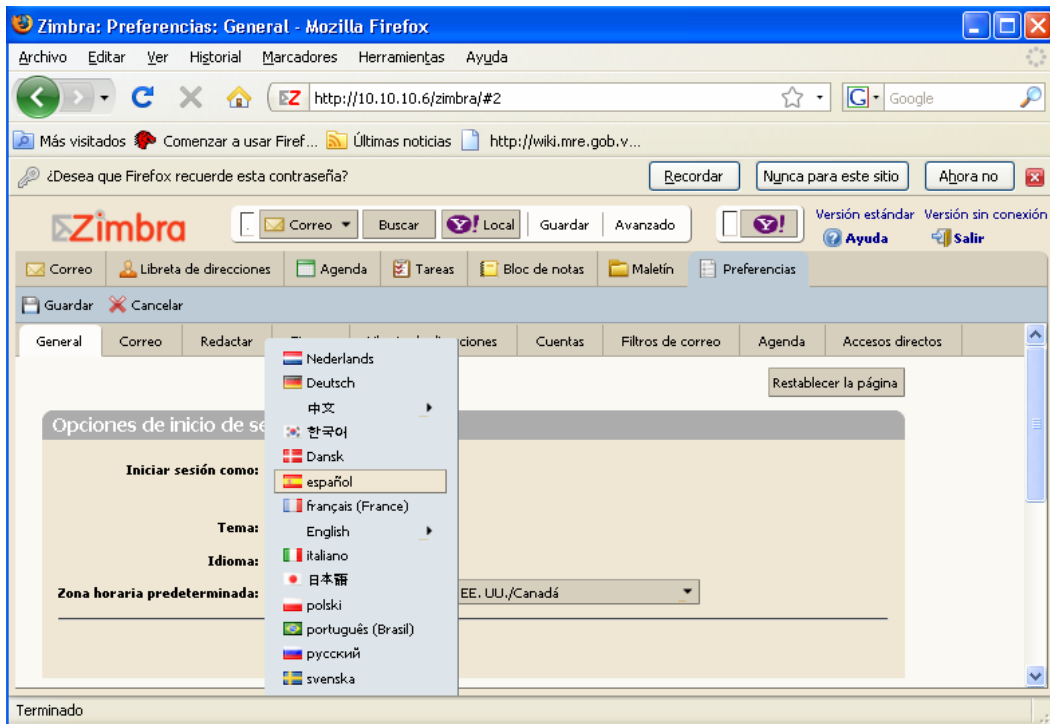 Zimbra: Preferencias: General - Mozilla Firefox
Archivo Editar Ver Historial Marcadores Herramientas Ayuda
http://10.10.10.6/zimbra/#2 Google
Más visitados Comenzar a usar Firef... Últimas noticias http://wiki.mre.gob.v...
¿Desea que Firefox recuerde esta contraseña? Recordar Nunca para este sitio Ahora no
Zimbra Correo Buscar Y! Local Guardar Avanzado Y! Versión estándar Versión sin conexión
Ayuda Salir
Correo Libreta de direcciones Agenda Tareas Bloc de notas Maletín Preferencias
Guardar Cancelar
General Correo Redactar ciones Cuentas Filtros de correo Agenda Accesos directos
Restablecer la página
Opciones de inicio de se
Iniciar sesión como:
Tema:
Idioma:
Zona horaria predeterminada: EE. UU./Canadá
Nederlands
Deutsch
中文
한국어
Dansk
español
français (France)
English
italiano
日本語
polski
português (Brasil)
русский
svenska
Terminado